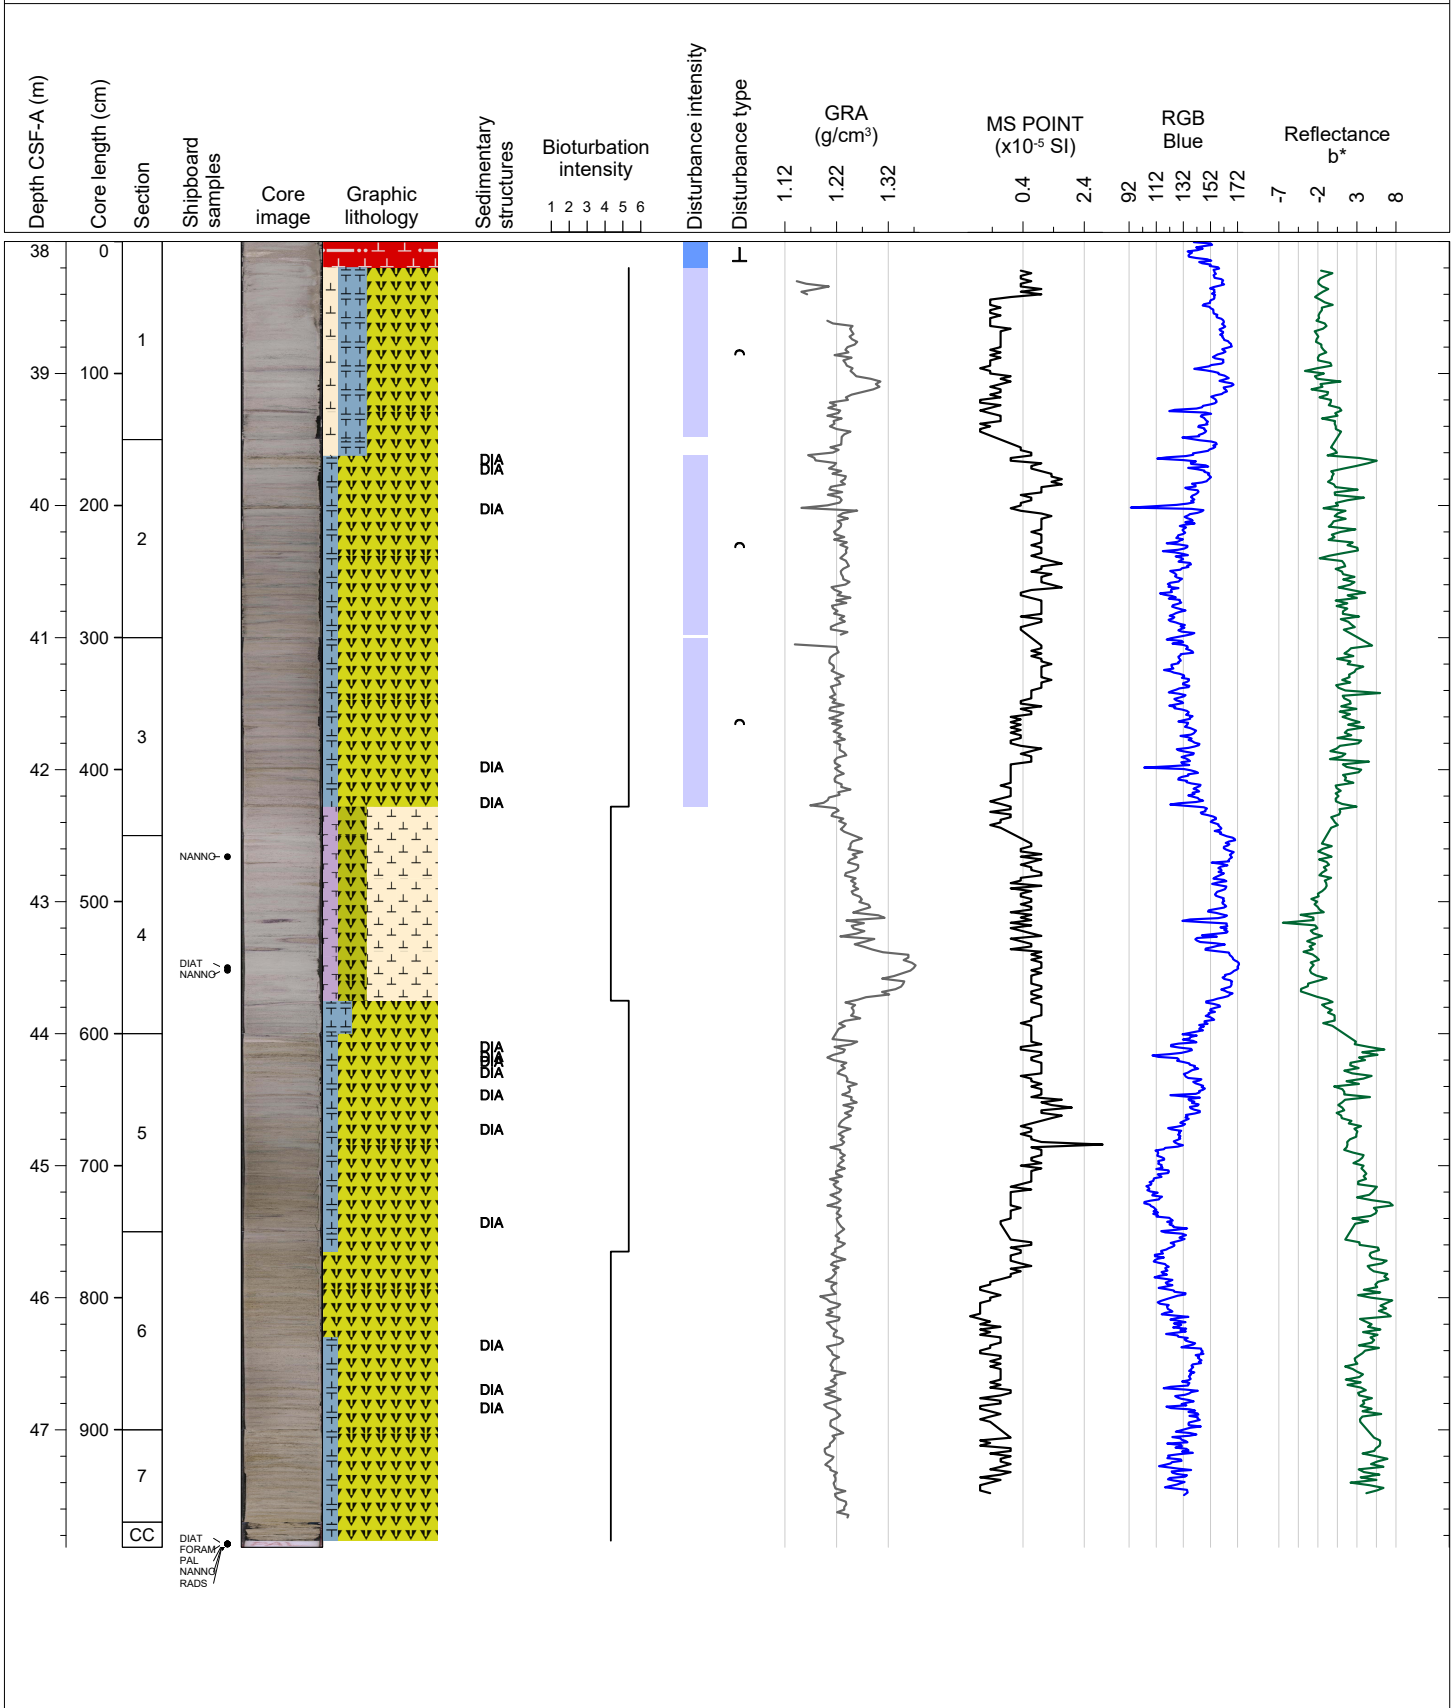 Depth CSF-A (m)
Core length (cm)
Section
Shipboard
samples
Core
image
Graphic
lithology
Sedimentary
structures
Bioturbation
intensity
1 2 3 4 5 6
Disturbance intensity
Disturbance type
GRA
(g/cm³)
1.12 1.22 1.32
MS POINT
(x10⁻⁵ SI)
0.4 2.4
RGB
Blue
92 112 132 152 172
Reflectance
b*
-7 -2 3 8
38 0
1
39 100
DIA
DIA
40 200 DIA
2
41 300
3
42 400 DIA
DIA
NANNO
43 500
4
DIAT
NANNO
44 600
DIA
DIA
DIA
DIA
DIA
5
DIA
45 700
DIA
46 800
6
DIA
DIA
DIA
47 900
7
CC
DIAT
FORAM
PAL
NANNO
RADS